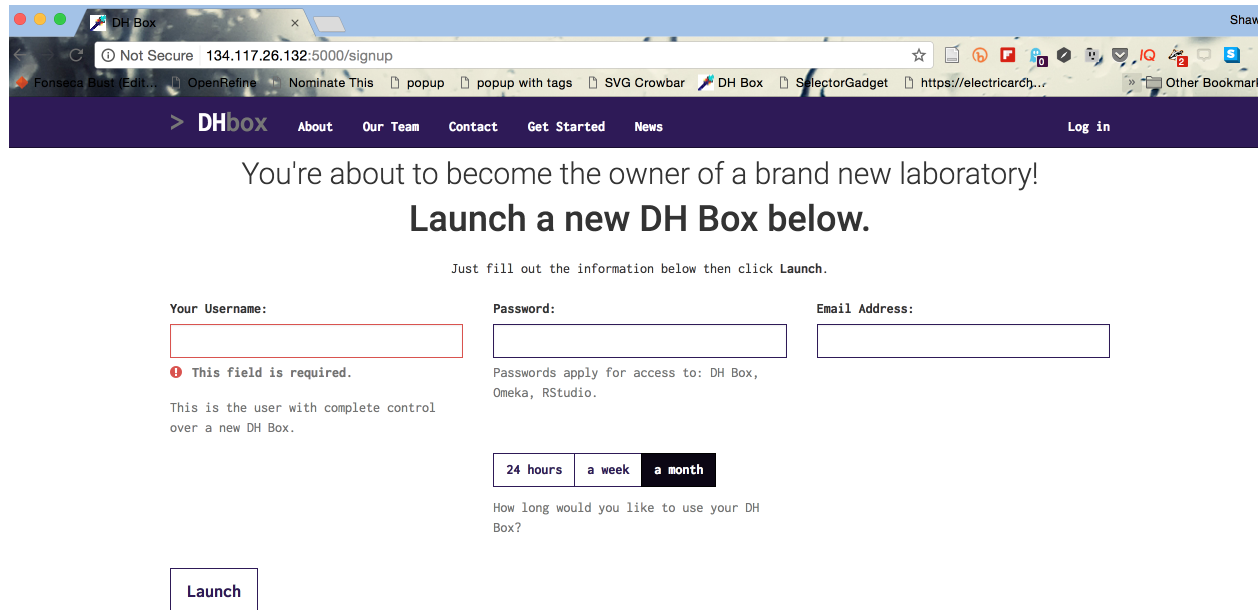 DH Box
Shaw
Not Secure 134.117.26.132:5000/signup
0
IQ
2
S
Fonseca Bust (Edit... OpenRefine Nominate This popup popup with tags SVG Crowbar DH Box SelectorGadget https://electricarch... » Other Bookmark
> DHbox About Our Team Contact Get Started News Log in
You're about to become the owner of a brand new laboratory!
Launch a new DH Box below.
Just fill out the information below then click Launch.
Your Username: Password: Email Address:
This field is required.
Passwords apply for access to: DH Box,
Omeka, RStudio.
This is the user with complete control
over a new DH Box.
24 hours a week a month
How long would you like to use your DH
Box?
Launch